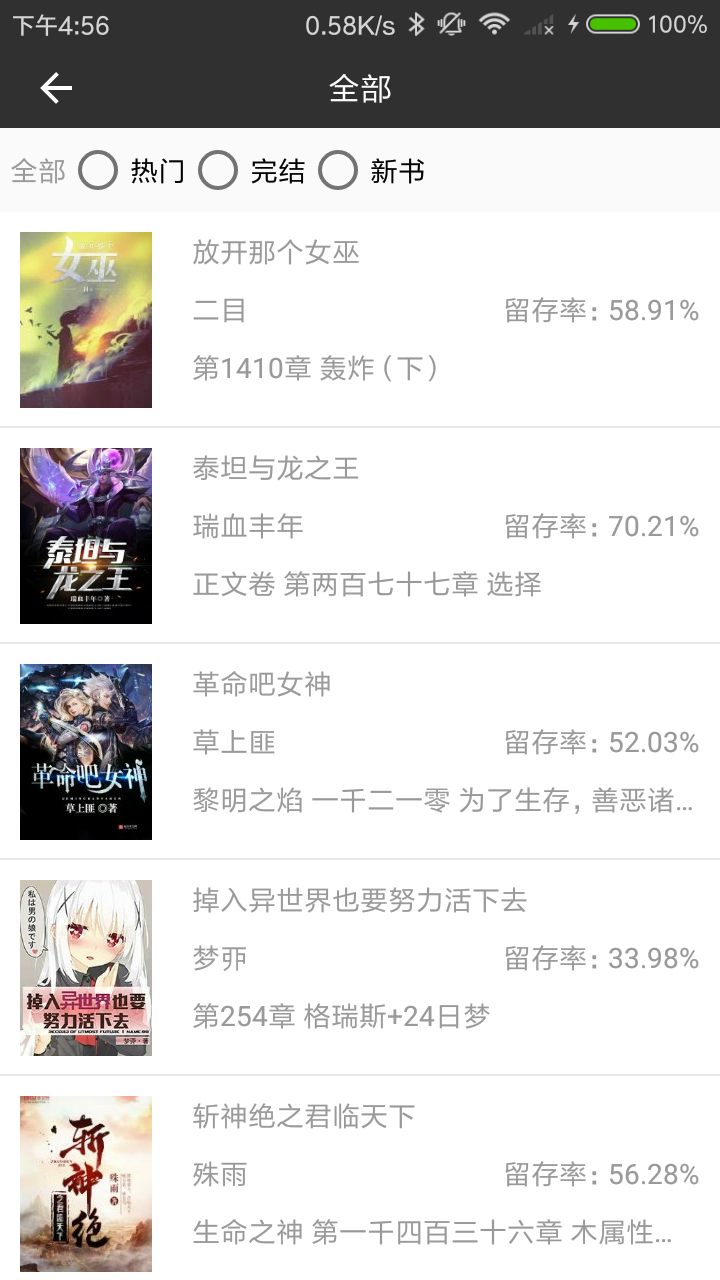 下午4:56 0.58K/s 100%
全部
全部 热门 完结 新书
女巫
放开那个女巫
二目 留存率: 58.91%
第1410章 轰炸（下）
泰坦与
龙之王
瑞血丰年◎著
泰坦与龙之王
瑞血丰年 留存率: 70.21%
正文卷 第两百七十七章 选择
革命吧女神
草上匪 ◎著
革命吧女神
草上匪 留存率: 52.03%
黎明之焰 一千二一零 为了生存，善恶诸…
私は男の娘です
掉入异世界也要
努力活下去
梦丣·著
掉入异世界也要努力活下去
梦丣 留存率: 33.98%
第254章 格瑞斯+24日梦
斩神绝
之君临天下
殊雨 著
斩神绝之君临天下
殊雨 留存率: 56.28%
生命之神 第一千四百三十六章 木属性…